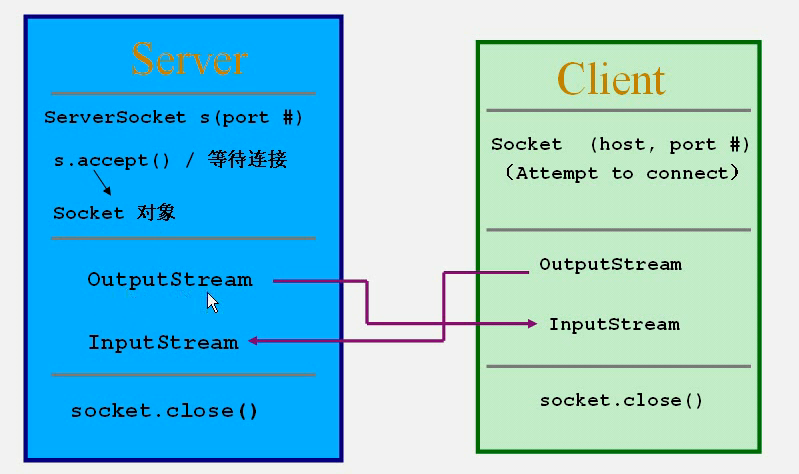 Server
ServerSocket s(port #)
s.accept() / 等待连接
Socket 对象
OutputStream
InputStream
socket.close()
Client
Socket (host, port #)
(Attempt to connect)
OutputStream
InputStream
socket.close()